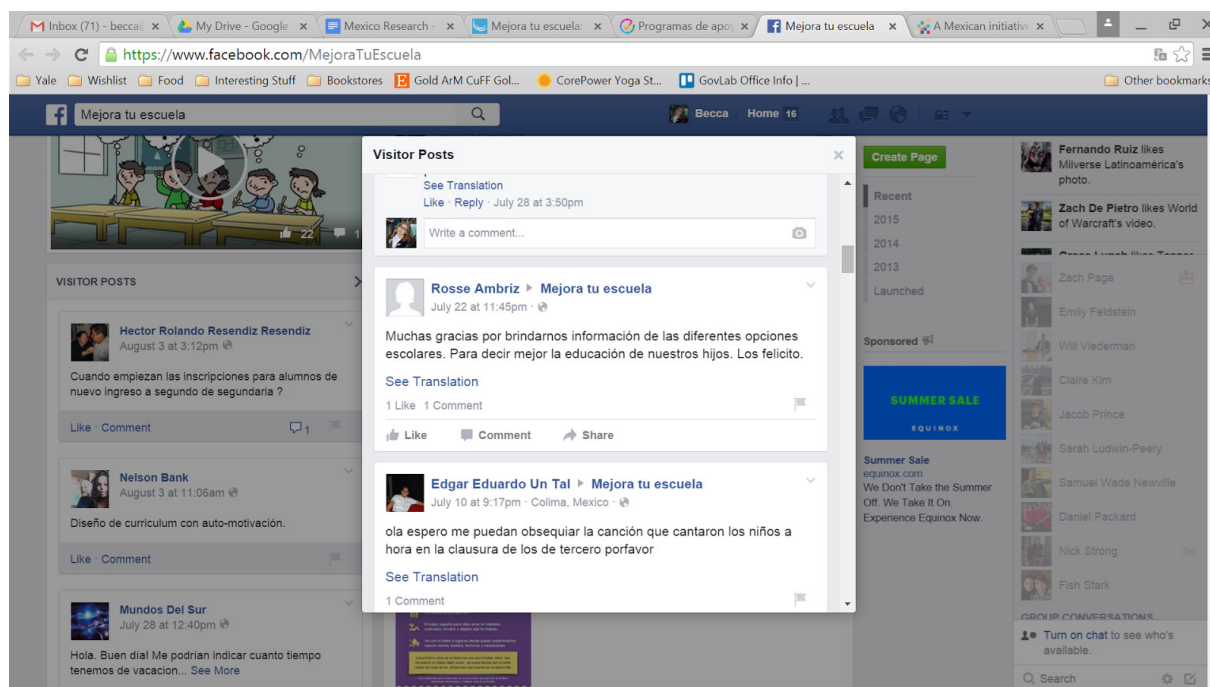 Inbox (71) - becca
My Drive - Google
Mexico Research -
Mejora tu escuela:
Programas de apoy
Mejora tu escuela
A Mexican initiativ
https://www.facebook.com/MejoraTuEscuela
Yale
Wishlist
Food
Interesting Stuff
Bookstores
Gold ArM CuFF Gol...
CorePower Yoga St...
GovLab Office Info | ...
Other bookmarks
Mejora tu escuela
Becca
Home 16
22
1
VISITOR POSTS
Hector Rolando Resendiz Resendiz
August 3 at 3:12pm
Cuando empiezan las inscripciones para alumnos de
nuevo ingreso a segundo de segundaria ?
Like · Comment
1
Nelson Bank
August 3 at 11:06am
Diseño de curriculum con auto-motivación.
Like · Comment
Mundos Del Sur
July 28 at 12:40pm
Hola. Buen día! Me podrían indicar cuanto tiempo
tenemos de vacacion... See More
Visitor Posts
See Translation
Like · Reply · July 28 at 3:50pm
Write a comment...
Rosse Ambriz ▸ Mejora tu escuela
July 22 at 11:45pm ·
Muchas gracias por brindarnos información de las diferentes opciones
escolares. Para decir mejor la educación de nuestros hijos. Los felicito.
See Translation
1 Like 1 Comment
Like Comment Share
Edgar Eduardo Un Tal ▸ Mejora tu escuela
July 10 at 9:17pm · Colima, Mexico ·
ola espero me puedan obsequiar la canción que cantaron los niños a
hora en la clausura de los de tercero porfavor
See Translation
1 Comment
Create Page
Recent
2015
2014
2013
Launched
Sponsored
SUMMER SALE
EQUINOX
Summer Sale
equinox.com
We Don't Take the Summer
Off. We Take It On.
Experience Equinox Now.
Fernando Ruiz likes
Miiverse Latinoamérica's
photo.
Zach De Pietro likes World
of Warcraft's video.
Zach Page
Emily Feldstein
Will Viederman
Claire Kim
Jacob Prince
Sarah Ludwin-Peery
Samuel Wade Newville
Daniel Packard
Nick Strong
2m
Fish Stark
GROUP CONVERSATIONS
Turn on chat to see who's
available.
Search